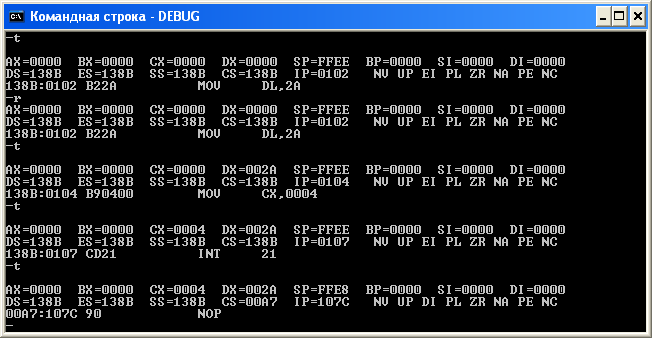 Командная строка - DEBUG
-t
AX=0000 BX=0000 CX=0000 DX=0000 SP=FFEE BP=0000 SI=0000 DI=0000
DS=138B ES=138B SS=138B CS=138B IP=0102 NV UP EI PL ZR NA PE NC
138B:0102 B22A MOV DL,2A
-r
AX=0000 BX=0000 CX=0000 DX=0000 SP=FFEE BP=0000 SI=0000 DI=0000
DS=138B ES=138B SS=138B CS=138B IP=0102 NV UP EI PL ZR NA PE NC
138B:0102 B22A MOV DL,2A
-t
AX=0000 BX=0000 CX=0000 DX=002A SP=FFEE BP=0000 SI=0000 DI=0000
DS=138B ES=138B SS=138B CS=138B IP=0104 NV UP EI PL ZR NA PE NC
138B:0104 B90400 MOV CX,0004
-t
AX=0000 BX=0000 CX=0004 DX=002A SP=FFEE BP=0000 SI=0000 DI=0000
DS=138B ES=138B SS=138B CS=138B IP=0107 NV UP EI PL ZR NA PE NC
138B:0107 CD21 INT 21
-t
AX=0000 BX=0000 CX=0004 DX=002A SP=FFE8 BP=0000 SI=0000 DI=0000
DS=138B ES=138B SS=138B CS=00A7 IP=107C NV UP DI PL ZR NA PE NC
00A7:107C 90 NOP
-